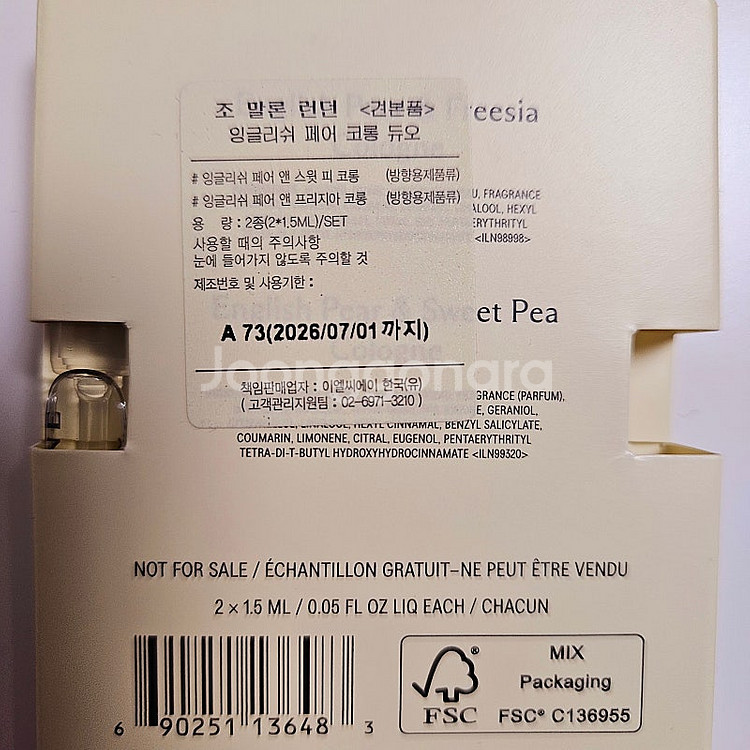 조 말론 런던 <견본품>
잉글리쉬 페어 코롱 듀오
# 잉글리쉬 페어 앤 스윗 피 코롱 (방향용제품류)
# 잉글리쉬 페어 앤 프리지아 코롱 (방향용제품류)
용 량 : 2종(2*1.5ML)/SET
사용할 때의 주의사항
눈에 들어가지 않도록 주의할 것
제조번호 및 사용기한 :
A 73(2026/07/01까지)
책임판매업자 : 이엘씨에이 한국(유)
( 고객관리지원팀 : 02-6971-3210 )
Freesia
FRAGRANCE
HEXYL
<ILN98998>
English Pear & Sweet Pea
Cologne
(PARFUM),
GERANIOL,
HEXYL CINNAMAL, BENZYL SALICYLATE,
COUMARIN, LIMONENE, CITRAL, EUGENOL, PENTAERYTHRITYL
TETRA-DI-T-BUTYL HYDROXYHYDROCINNAMATE <ILN99320>
Joonggonara
NOT FOR SALE / ÉCHANTILLON GRATUIT–NE PEUT ÊTRE VENDU
2 × 1.5 ML / 0.05 FL OZ LIQ EACH / CHACUN
6 90251 13648 3
FSC®
MIX
Packaging
FSC® C136955